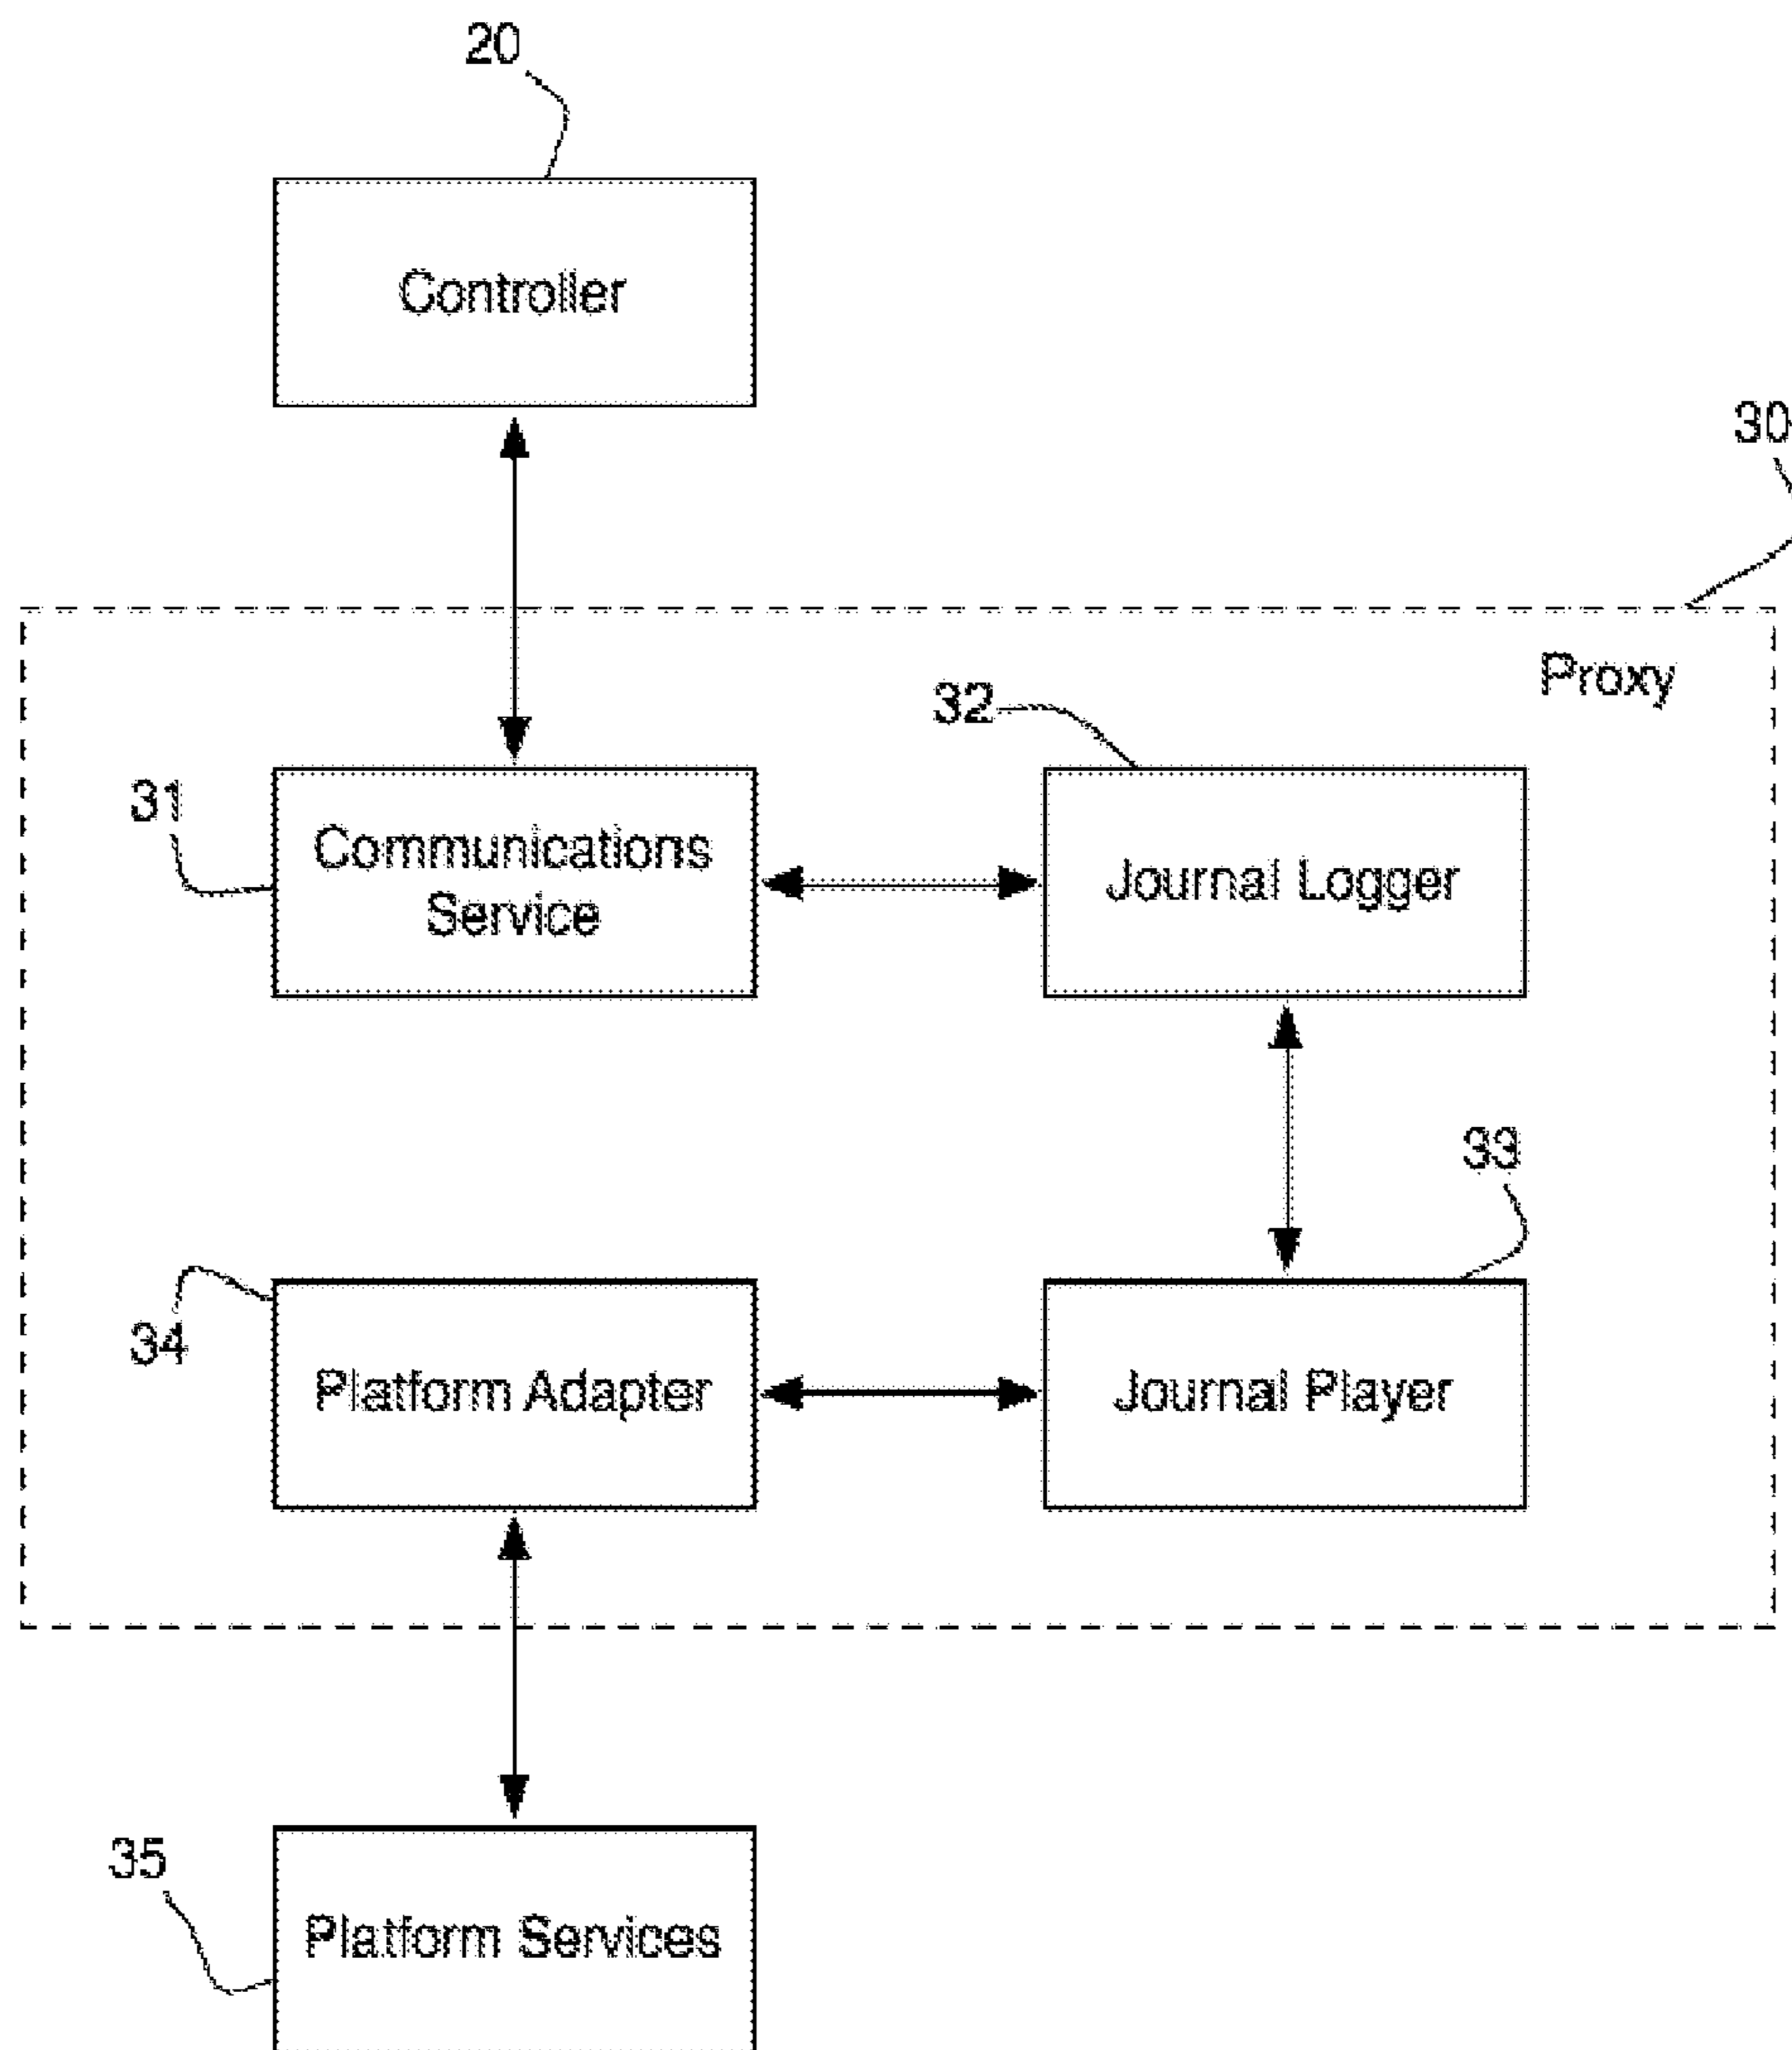 20
Controller
30
Proxy
32
31
Communications
Service
Journal Logger
33
34
Platform Adapter
Journal Player
35
Platform Services